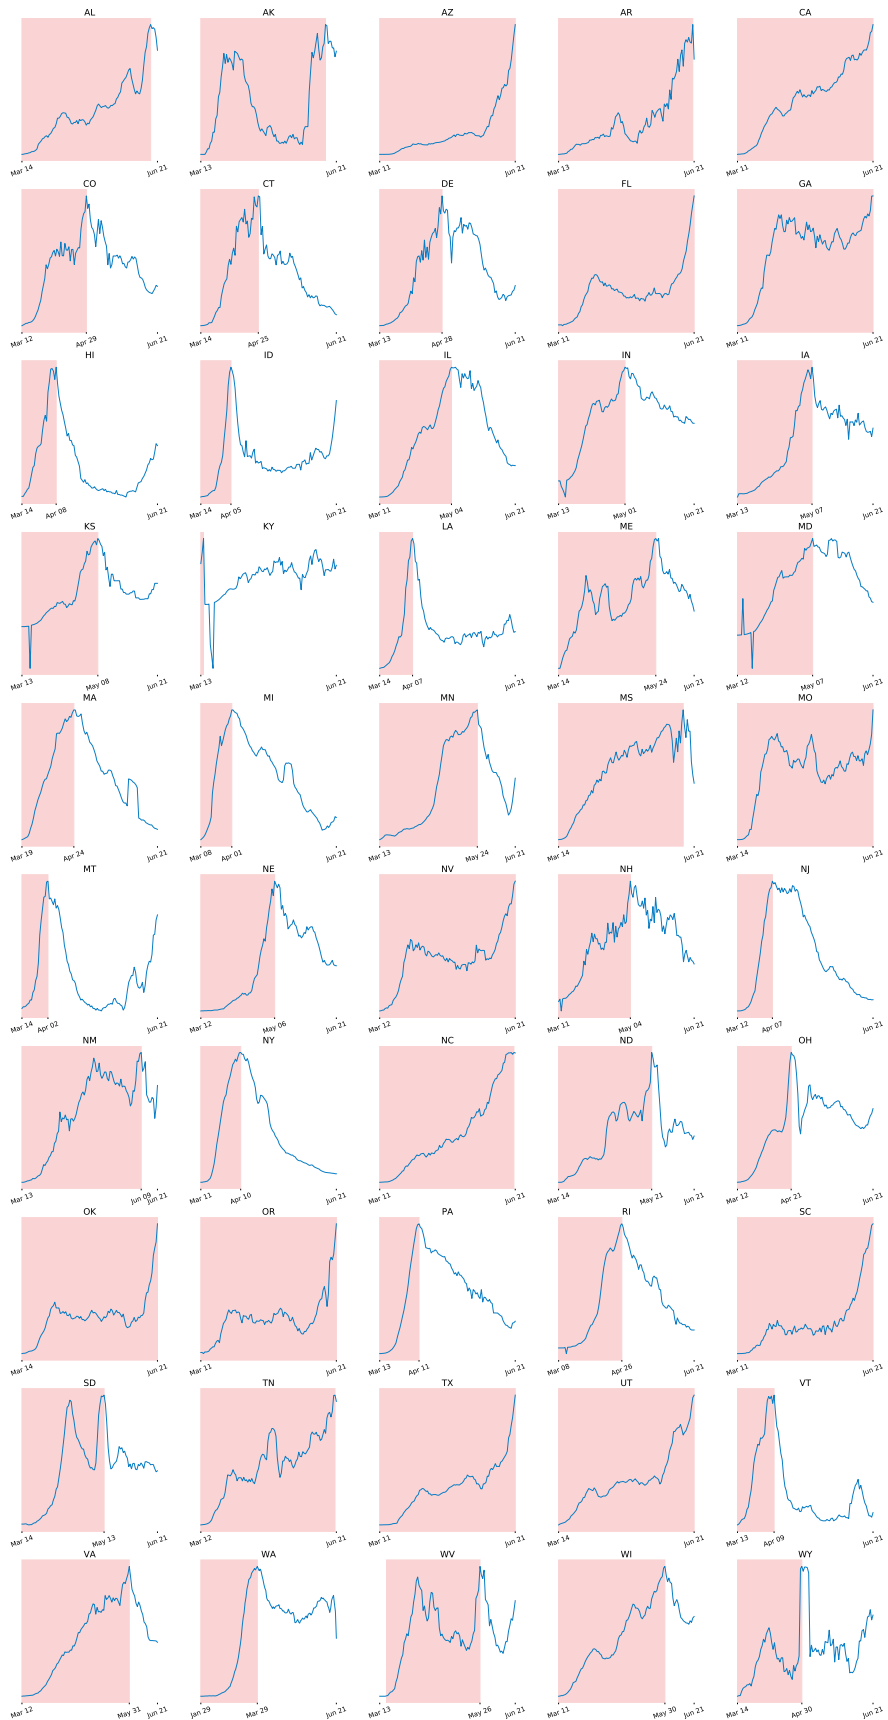 AL AK AZ AR CA
Mar 14 Jun 21 Mar 13 Jun 21 Mar 11 Jun 21 Mar 13 Jun 21 Mar 11 Jun 21
CO CT DE FL GA
Mar 12 Apr 29 Jun 21 Mar 14 Apr 25 Jun 21 Mar 13 Apr 28 Jun 21 Mar 11 Jun 21 Mar 11 Jun 21
HI ID IL IN IA
Mar 14 Apr 08 Jun 21 Mar 14 Apr 05 Jun 21 Mar 11 May 04 Jun 21 Mar 13 May 01 Jun 21 Mar 13 May 07 Jun 21
KS KY LA ME MD
Mar 13 May 08 Jun 21 Mar 13 Jun 21 Mar 14 Apr 07 Jun 21 Mar 14 May 24 Jun 21 Mar 12 May 07 Jun 21
MA MI MN MS MO
Mar 19 Apr 24 Jun 21 Mar 08 Apr 01 Jun 21 Mar 13 May 24 Jun 21 Mar 14 Jun 21 Mar 14 Jun 21
MT NE NV NH NJ
Mar 14 Apr 02 Jun 21 Mar 12 May 06 Jun 21 Mar 12 Jun 21 Mar 11 May 04 Jun 21 Mar 12 Apr 07 Jun 21
NM NY NC ND OH
Mar 13 Jun 09 Jun 21 Mar 11 Apr 10 Jun 21 Mar 11 Jun 21 Mar 14 May 21 Jun 21 Mar 12 Apr 21 Jun 21
OK OR PA RI SC
Mar 14 Jun 21 Mar 11 Jun 21 Mar 13 Apr 11 Jun 21 Mar 08 Apr 26 Jun 21 Mar 11 Jun 21
SD TN TX UT VT
Mar 14 May 13 Jun 21 Mar 12 Jun 21 Mar 11 Jun 21 Mar 14 Jun 21 Mar 13 Apr 09 Jun 21
VA WA WV WI WY
Mar 12 May 31 Jun 21 Jan 29 Mar 29 Jun 21 Mar 13 May 26 Jun 21 Mar 11 May 30 Jun 21 Mar 14 Apr 30 Jun 21